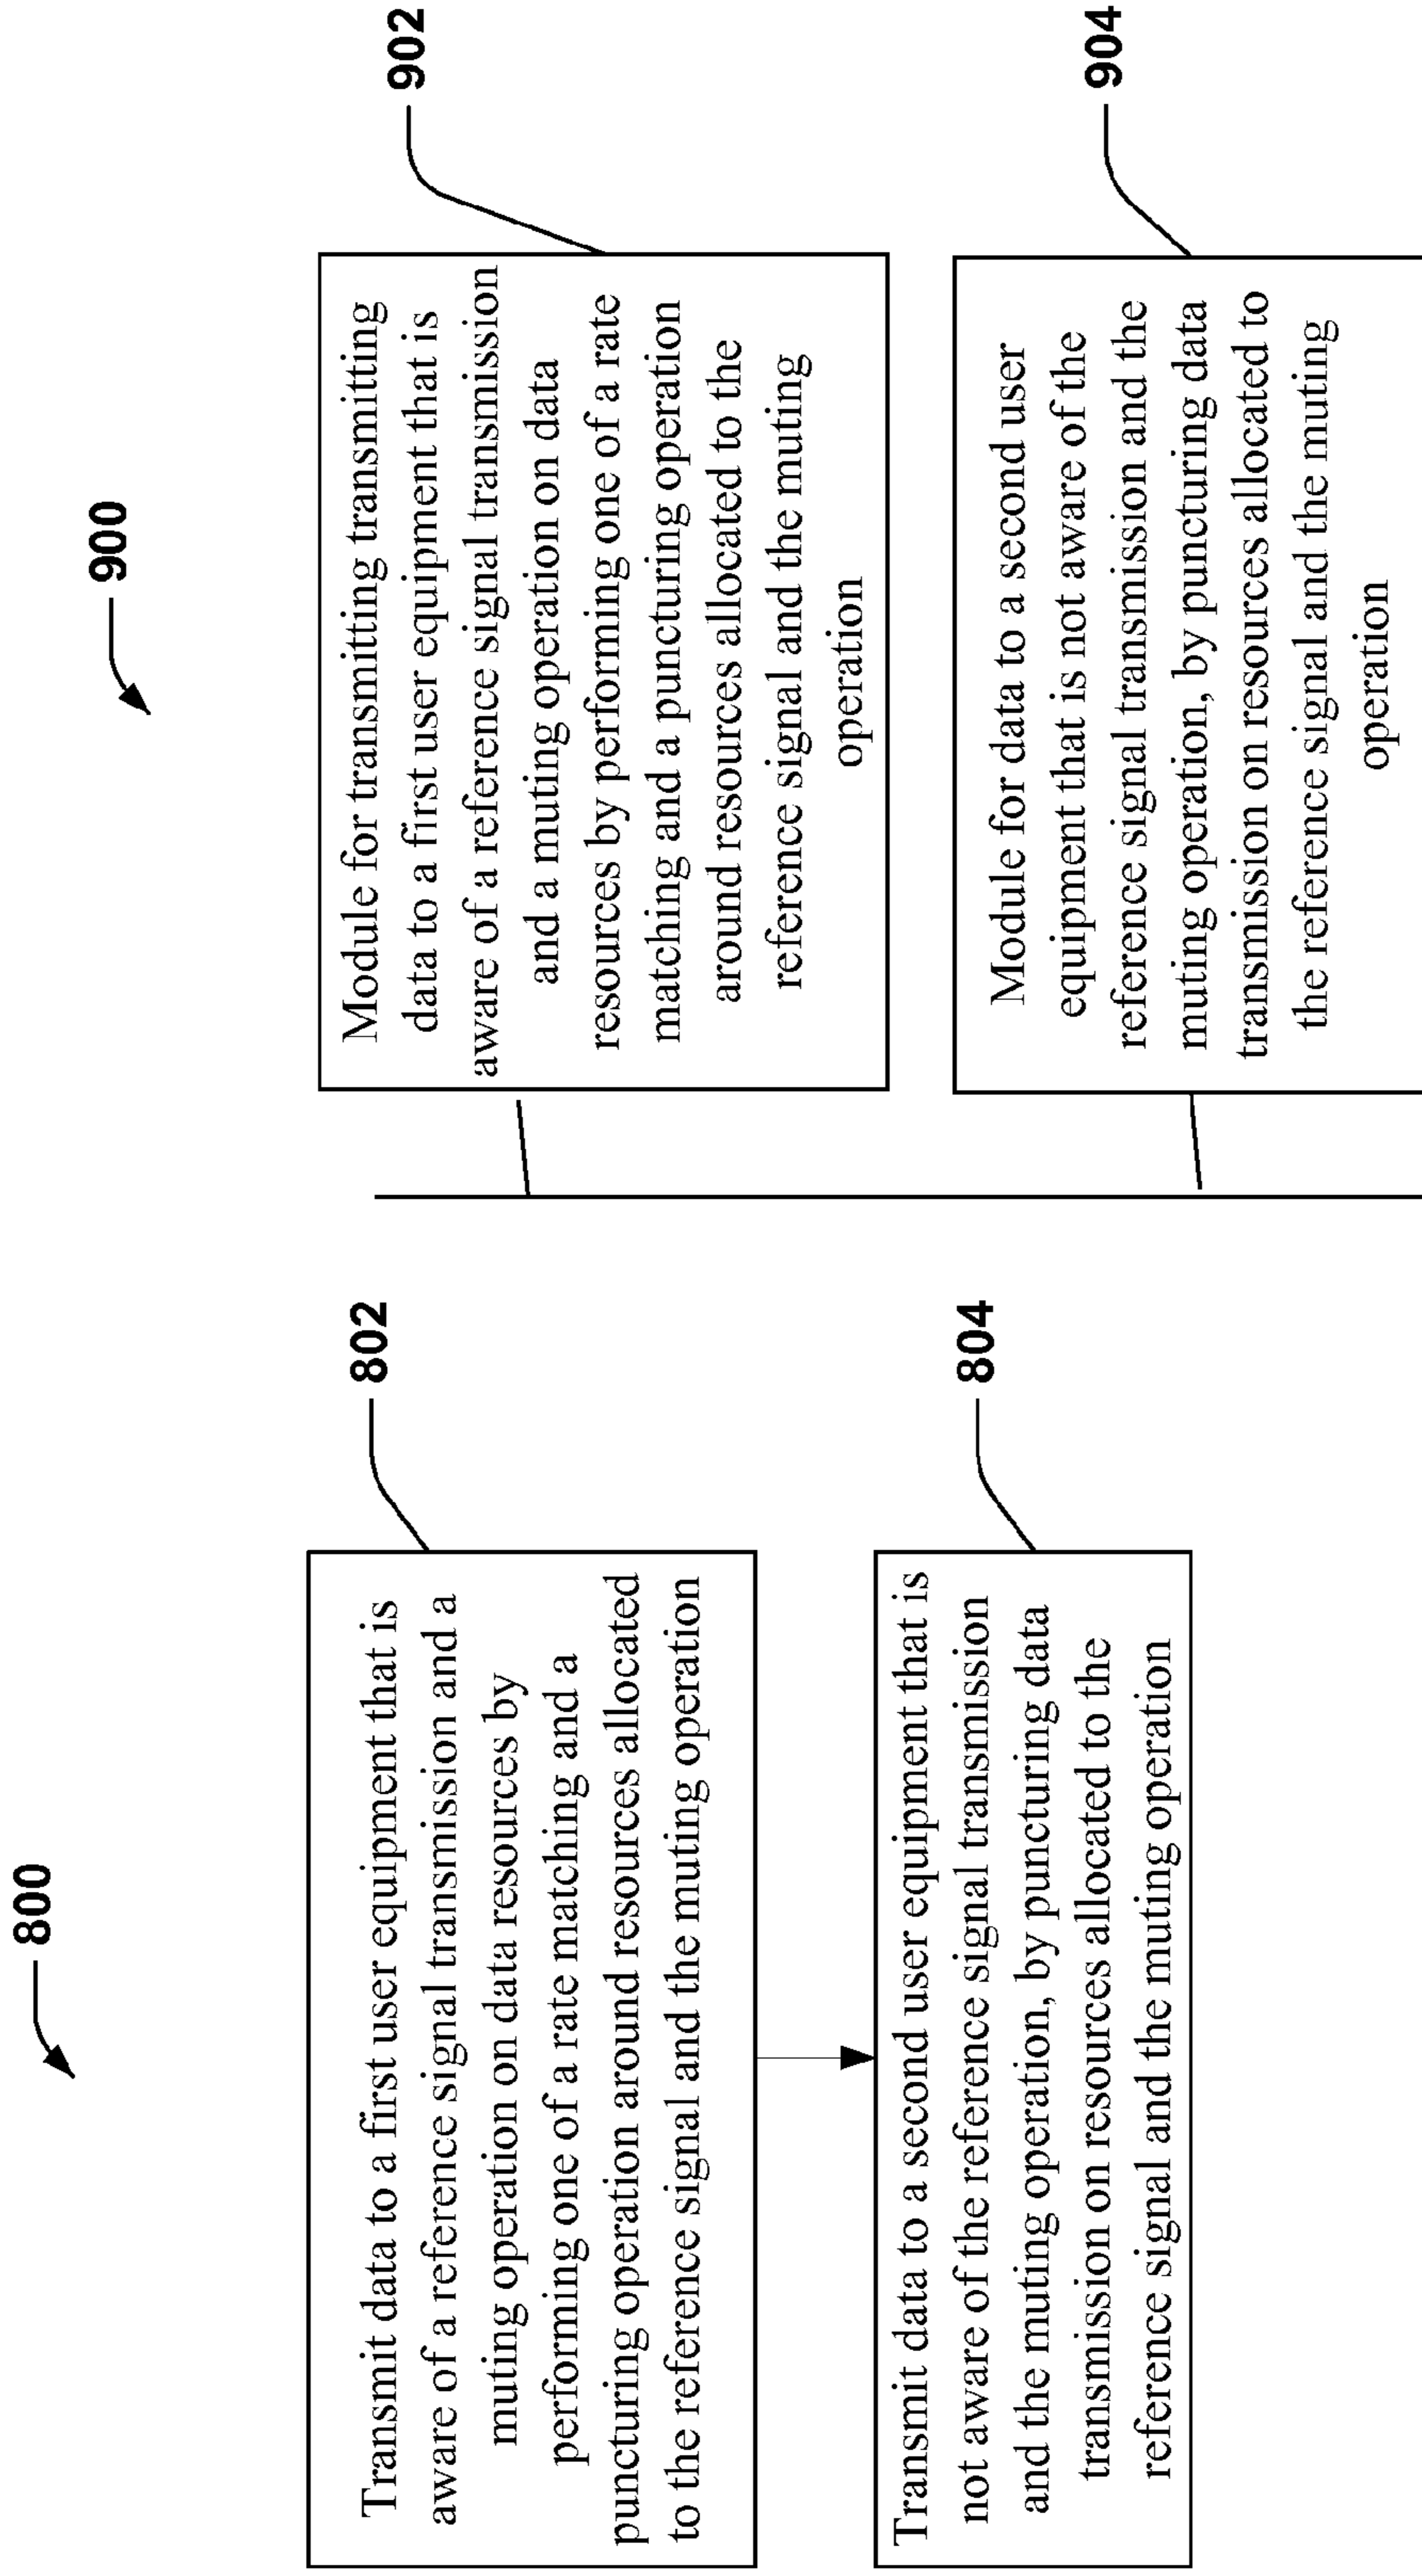 800
802
Transmit data to a first user equipment that is
aware of a reference signal transmission and a
muting operation on data resources by
performing one of a rate matching and a
puncturing operation around resources allocated
to the reference signal and the muting operation
804
Transmit data to a second user equipment that is
not aware of the reference signal transmission
and the muting operation, by puncturing data
transmission on resources allocated to the
reference signal and the muting operation
900
902
Module for transmitting transmitting
data to a first user equipment that is
aware of a reference signal transmission
and a muting operation on data
resources by performing one of a rate
matching and a puncturing operation
around resources allocated to the
reference signal and the muting
operation
904
Module for data to a second user
equipment that is not aware of the
reference signal transmission and the
muting operation, by puncturing data
transmission on resources allocated to
the reference signal and the muting
operation